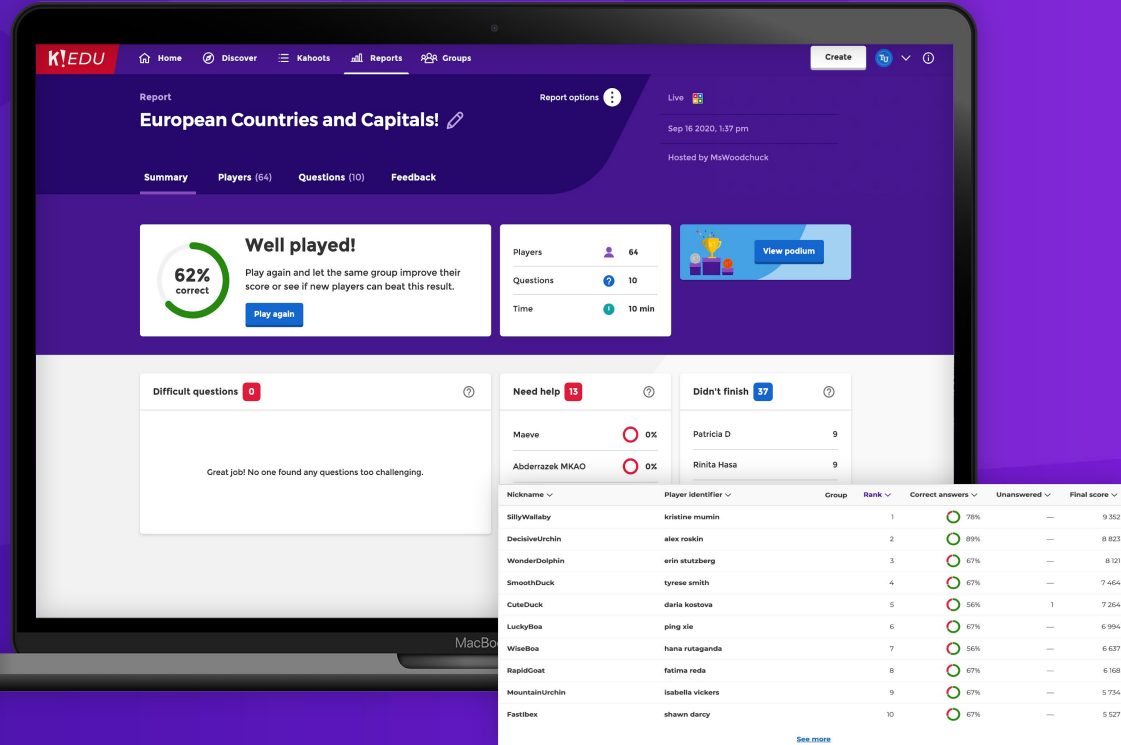 K!EDU Home Discover Kahoots Reports Groups Create TU
Report Report options Live
European Countries and Capitals!
Sep 16 2020, 1:37 pm
Hosted by MsWoodchuck
Summary Players (64) Questions (10) Feedback
Well played!
62% correct
Play again and let the same group improve their
score or see if new players can beat this result.
Play again
Players 64
Questions 10
Time 10 min
View podium
Difficult questions 0
Great job! No one found any questions too challenging.
Need help 13
Maeve 0%
Abderrazek MKAO 0%
Didn't finish 37
Patricia D 9
Rinita Hasa 9
Nickname Player identifier Group Rank Correct answers Unanswered Final score
SillyWallaby kristine mumin 1 78% — 9 352
DecisiveUrchin alex roskin 2 89% — 8 823
WonderDolphin erin stutzberg 3 67% — 8 121
SmoothDuck tyrese smith 4 67% — 7 464
CuteDuck daria kostova 5 56% 1 7 264
LuckyBoa ping xie 6 67% — 6 994
WiseBoa hana rutaganda 7 56% — 6 637
RapidGoat fatima reda 8 67% — 6 168
MountainUrchin isabella vickers 9 67% — 5 734
FastIbex shawn darcy 10 67% — 5 527
See more
MacBo